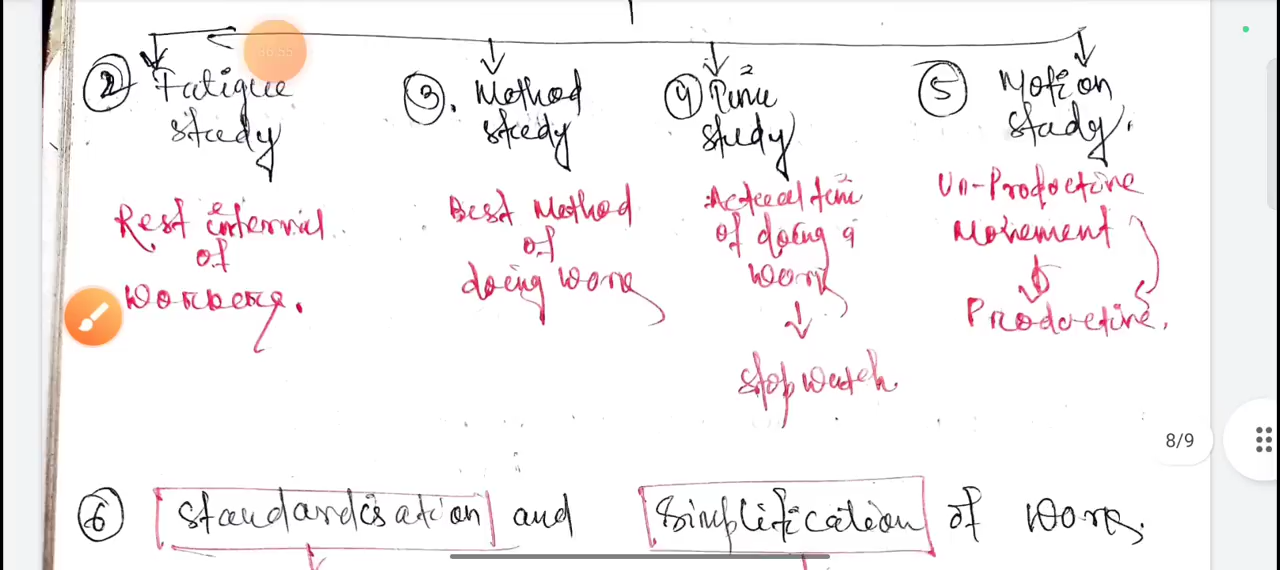 ② Fatigue study
Rest interval
of
workers.
③. Method study
Best Method
of
doing work
④ Time study
Actual time
of doing a
work
↓
stopwatch.
⑤ Motion study.
Un-Productive
Movement
↓
Productive.
8/9
⑥ Standardisation and Simplification of work.